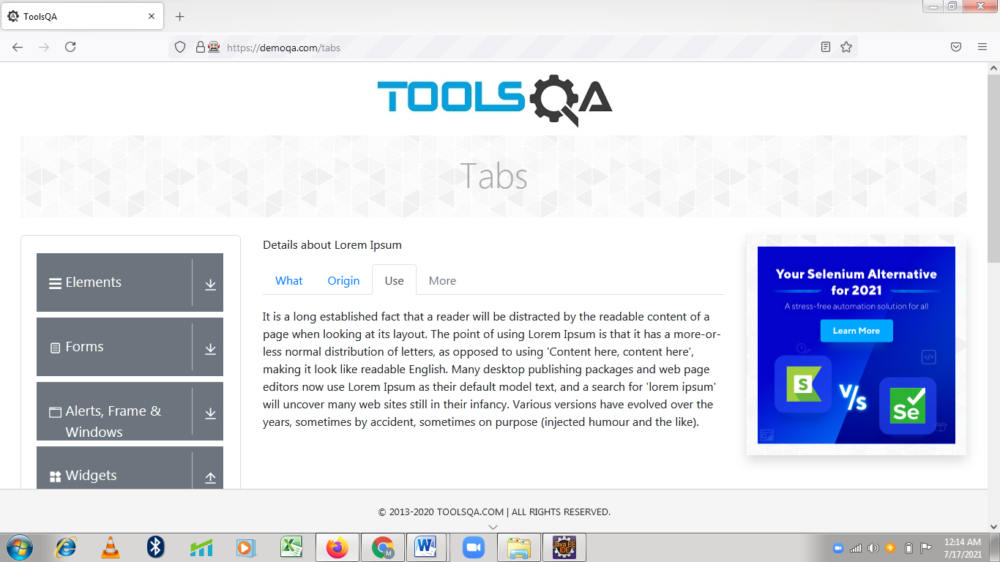 ToolsQA
https://demoqa.com/tabs
TOOLSQA
Tabs
Elements
Forms
Alerts, Frame &
Windows
Widgets
Details about Lorem Ipsum
What Origin Use More
It is a long established fact that a reader will be distracted by the readable content of a
page when looking at its layout. The point of using Lorem Ipsum is that it has a more-or-
less normal distribution of letters, as opposed to using 'Content here, content here',
making it look like readable English. Many desktop publishing packages and web page
editors now use Lorem Ipsum as their default model text, and a search for 'lorem ipsum'
will uncover many web sites still in their infancy. Various versions have evolved over the
years, sometimes by accident, sometimes on purpose (injected humour and the like).
Your Selenium Alternative
for 2021
A stress-free automation solution for all
Learn More
S
V/s
Se
© 2013-2020 TOOLSQA.COM | ALL RIGHTS RESERVED.
M
W
Java EE
IDE
12:14 AM
7/17/2021